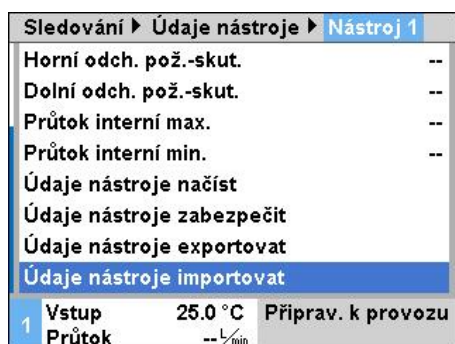 Sledování ▶ Údaje nástroje ▶ Nástroj 1
Horní odch. pož.-skut. --
Dolní odch. pož.-skut. --
Průtok interní max. --
Průtok interní min. --
Údaje nástroje načíst
Údaje nástroje zabezpečit
Údaje nástroje exportovat
Údaje nástroje importovat
1 Vstup 25.0 °C Připrav. k provozu
Průtok -- L/min